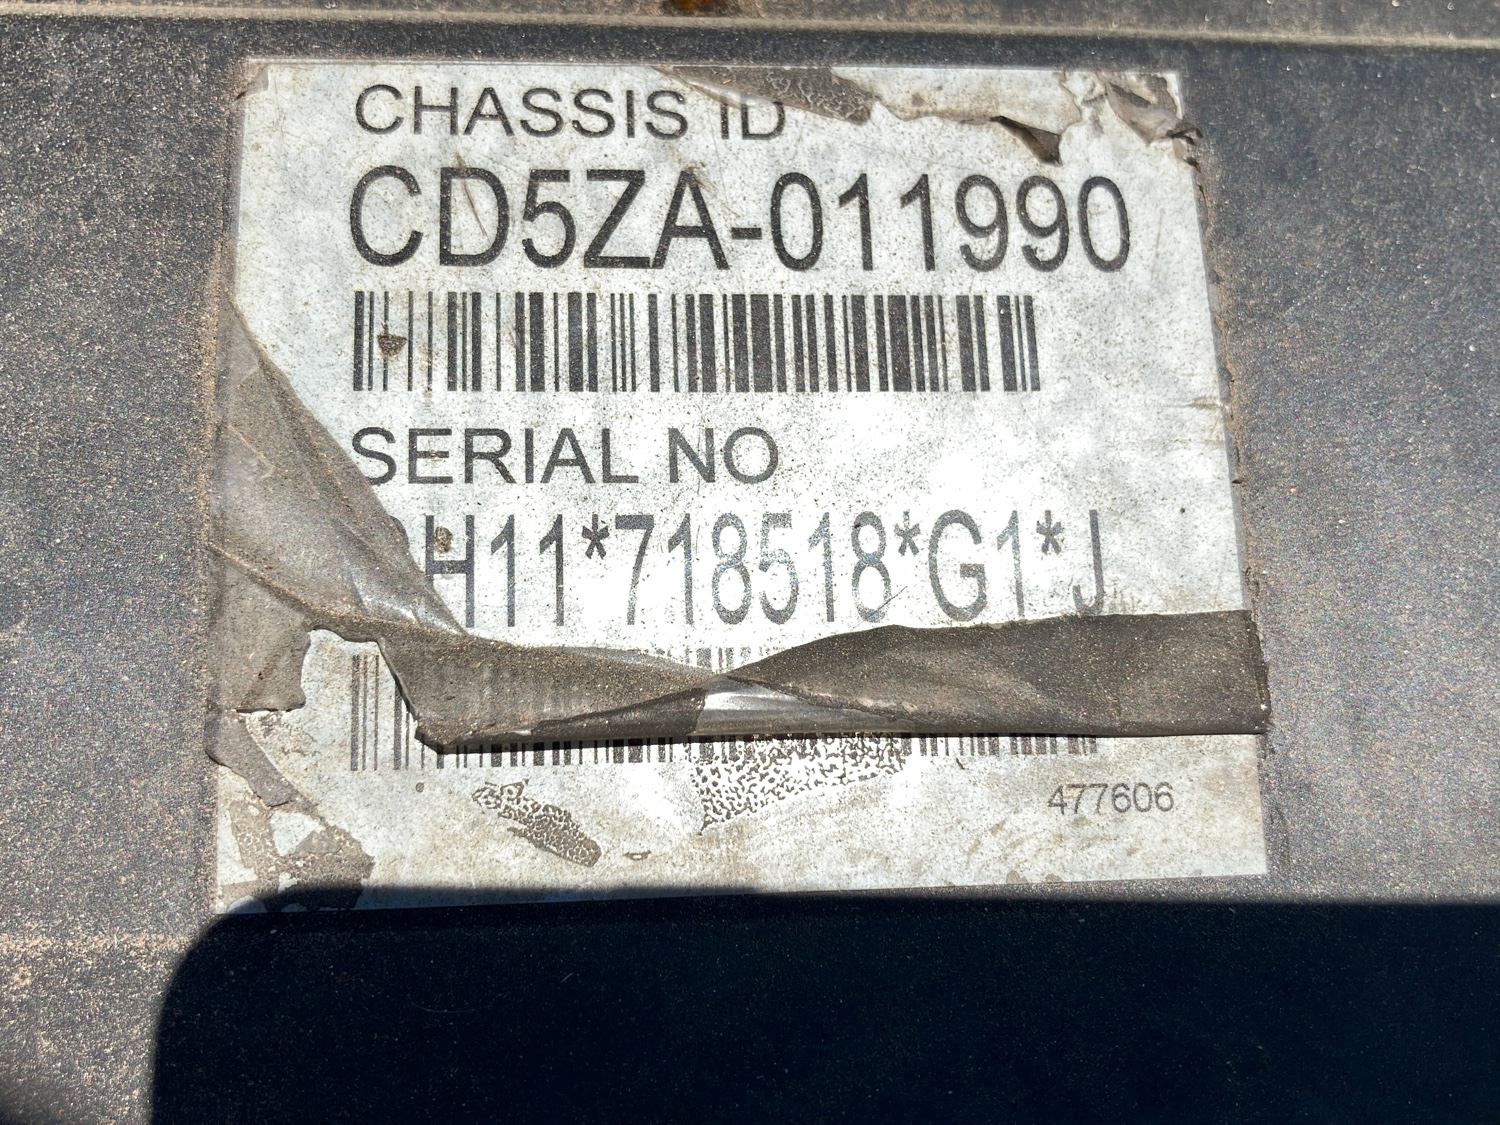 CHASSIS ID
CD5ZA-011990
SERIAL NO
H11*718518*G1*J
477606